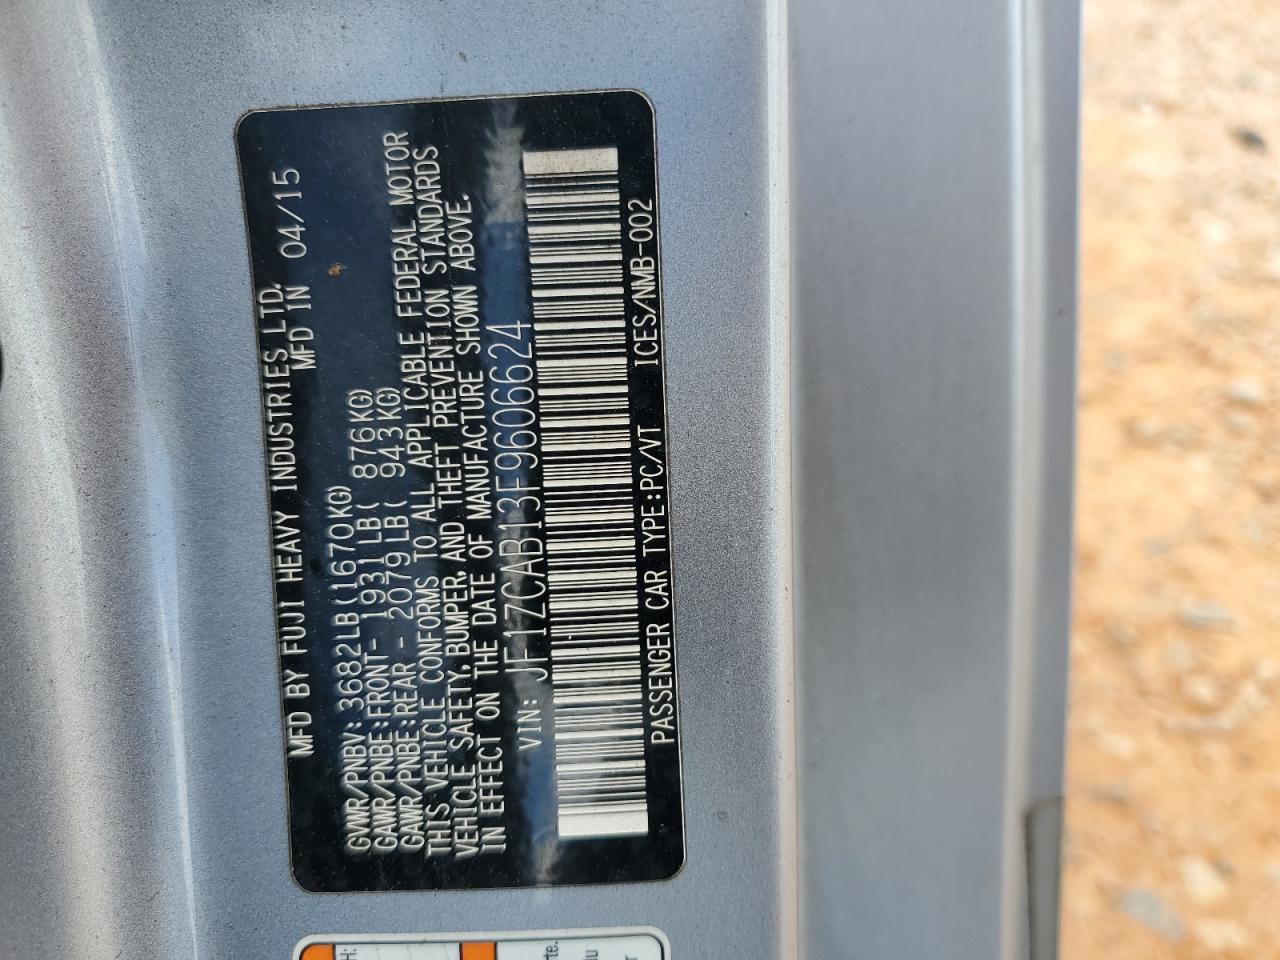 MFD BY FUJI HEAVY INDUSTRIES LTD.
MFD IN 04/15
GVWR/PNBV: 3682LB(1670KG)
GAWR/PNBE:FRONT- 1931LB( 876KG)
GAWR/PNBE:REAR - 2079LB( 943KG)
THIS VEHICLE CONFORMS TO ALL APPLICABLE FEDERAL MOTOR
VEHICLE SAFETY, BUMPER, AND THEFT PREVENTION STANDARDS
IN EFFECT ON THE DATE OF MANUFACTURE SHOWN ABOVE.
VIN: JF1ZCAB13F9606624
PASSENGER CAR TYPE:PC/VT ICES/NMB-002
H:
rte.
lu
r